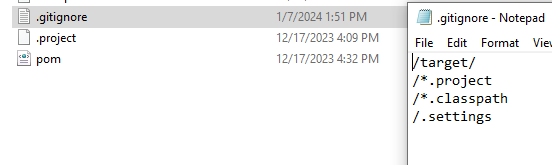 .gitignore 1/7/2024 1:51 PM
.project 12/17/2023 4:09 PM
pom 12/17/2023 4:32 PM
.gitignore - Notepad
File Edit Format View
/target/
/*.project
/*.classpath
/.settings